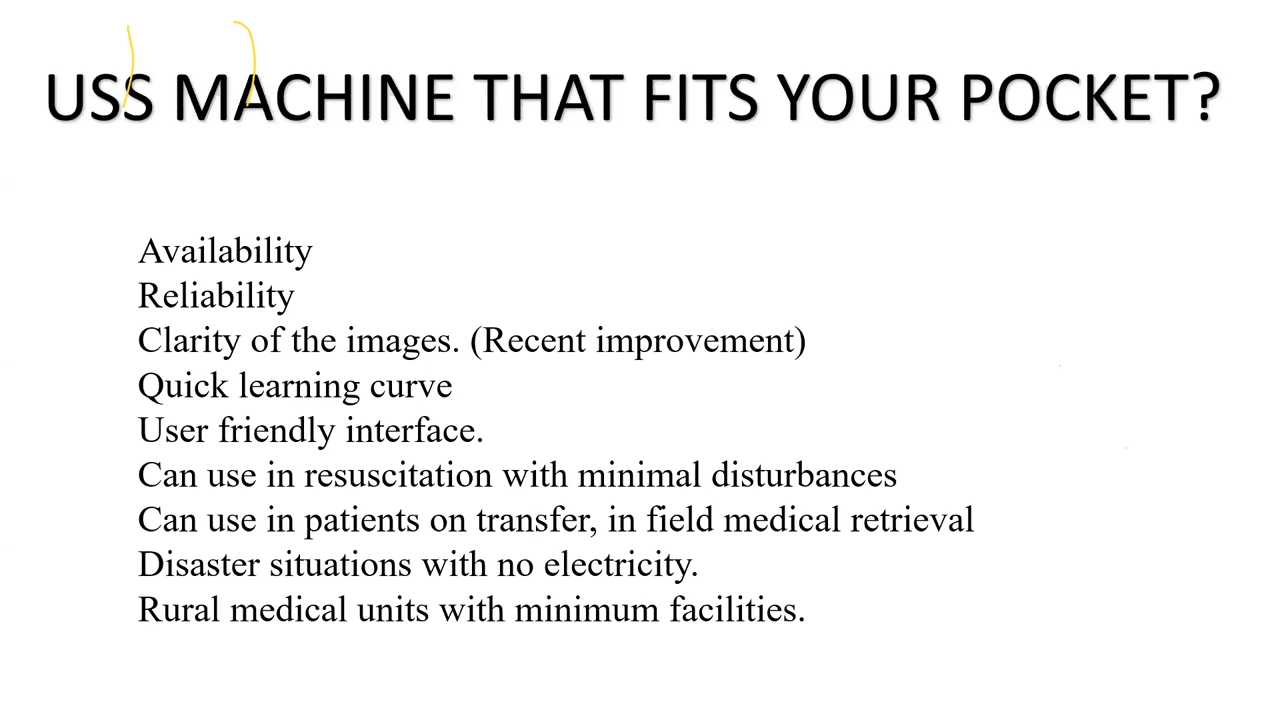 USS MACHINE THAT FITS YOUR POCKET?
Availability
Reliability
Clarity of the images. (Recent improvement)
Quick learning curve
User friendly interface.
Can use in resuscitation with minimal disturbances
Can use in patients on transfer, in field medical retrieval
Disaster situations with no electricity.
Rural medical units with minimum facilities.